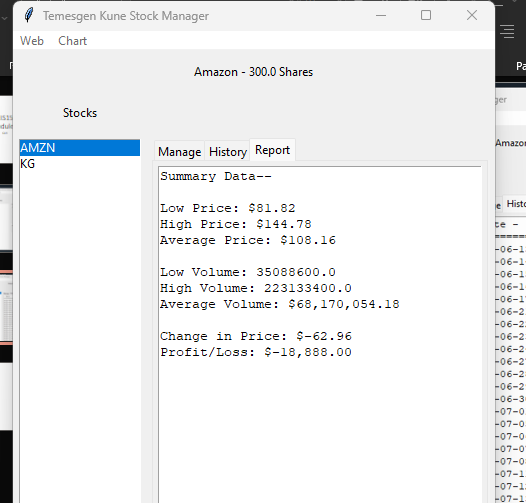 Temesgen Kune Stock Manager
Web Chart
Amazon - 300.0 Shares
Stocks
AMZN
KG
Manage History Report
Summary Data--
Low Price: $81.82
High Price: $144.78
Average Price: $108.16
Low Volume: 35088600.0
High Volume: 223133400.0
Average Volume: $68,170,054.18
Change in Price: $-62.96
Profit/Loss: $-18,888.00